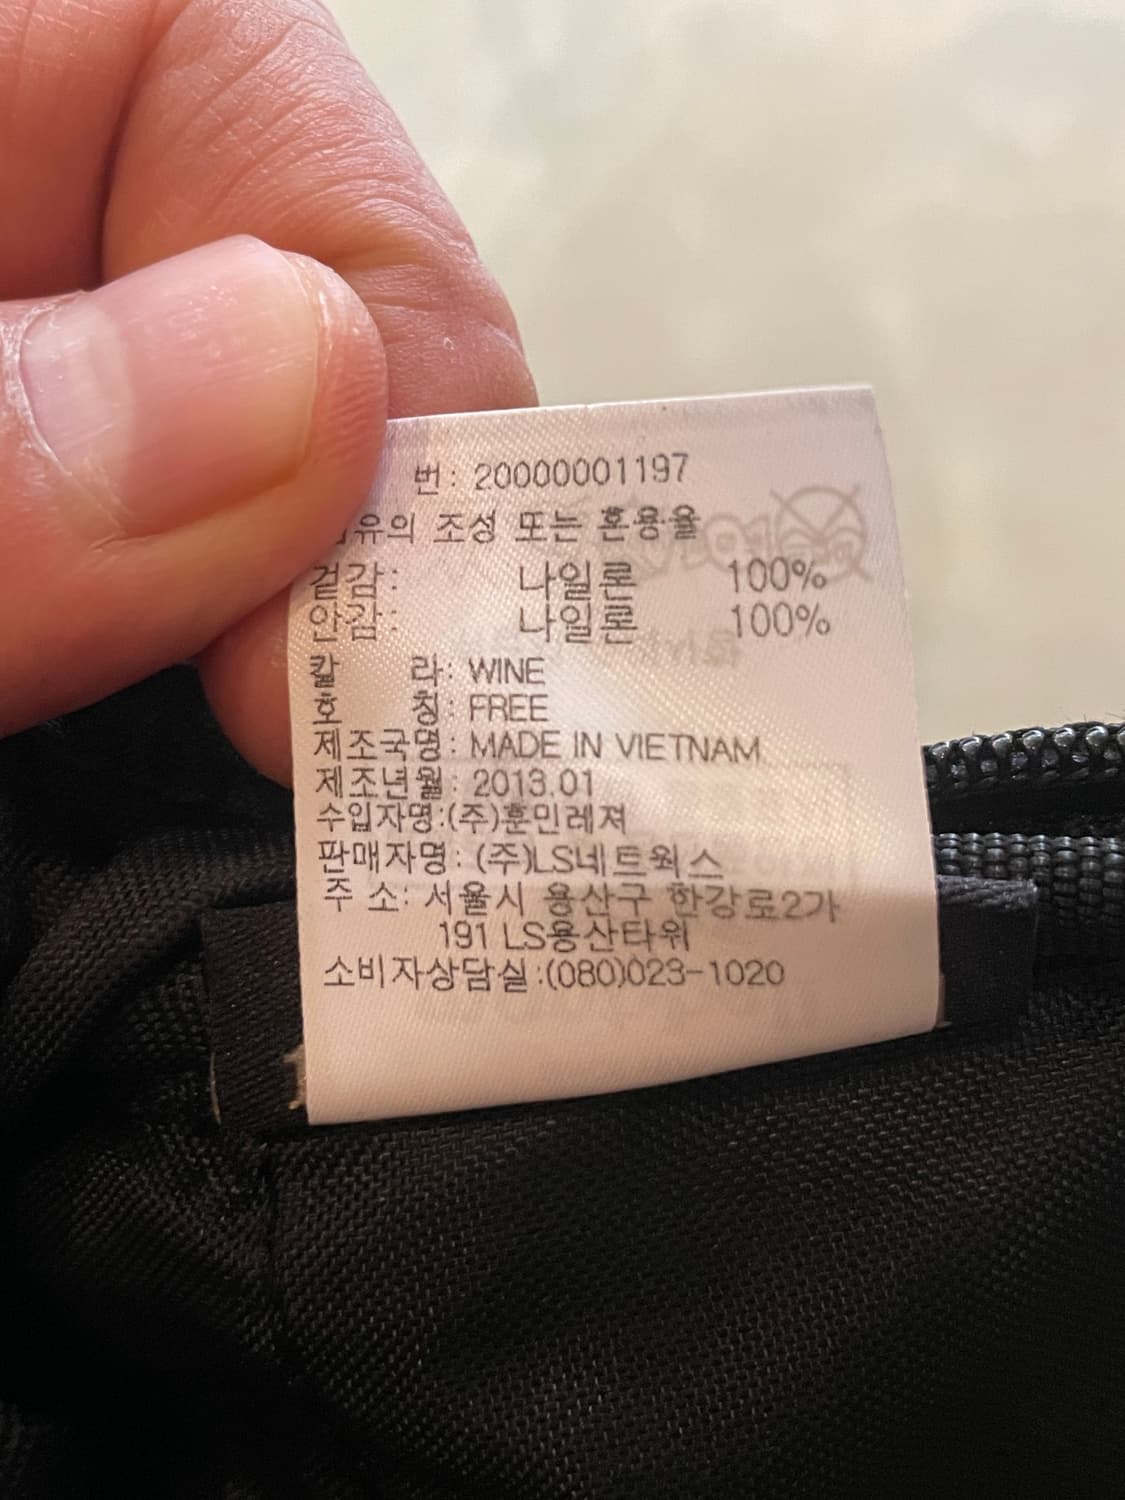 번: 20000001197
유의 조성 또는 혼용율
겉감: 나일론 100%
안감: 나일론 100%
칼 라: WINE
호 칭: FREE
제조국명: MADE IN VIETNAM
제조년월: 2013.01
수입자명:(주)훈민레져
판매자명: (주)LS네트웍스
주 소: 서울시 용산구 한강로2가
191 LS용산타워
소비자상담실:(080)023-1020